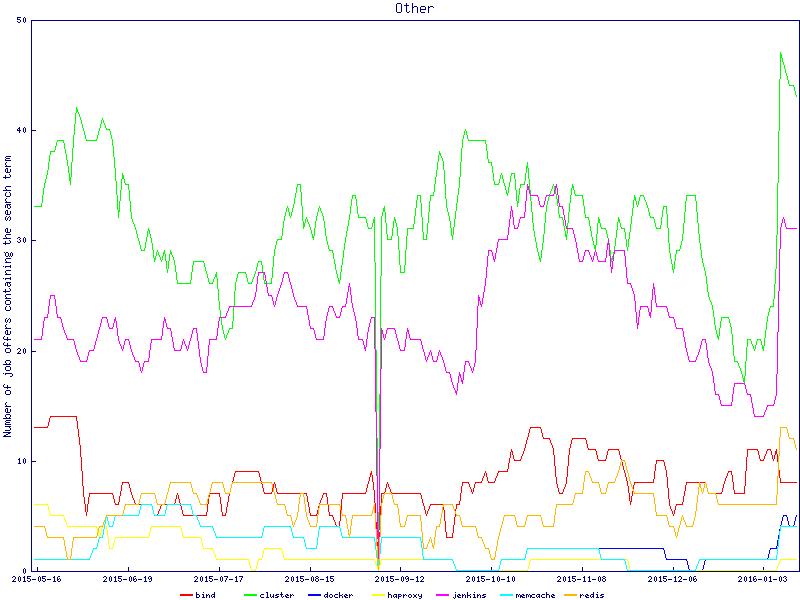 Other
Number of job offers containing the search term
50
40
30
20
10
0
2015-05-16 2015-06-19 2015-07-17 2015-08-15 2015-09-12 2015-10-10 2015-11-08 2015-12-06 2016-01-03
bind cluster docker haproxy jenkins memcache redis